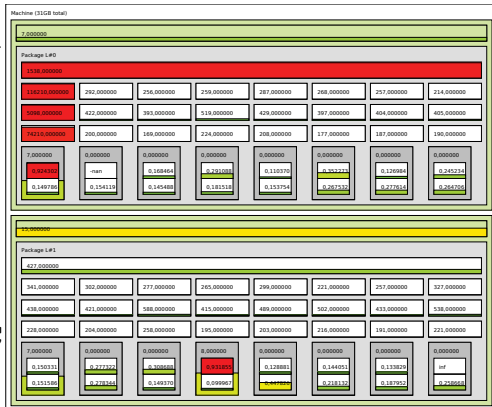 Machine (31GB total)
7,000000
Package L#0
1538,000000
116210,000000 292,000000 256,000000 259,000000 287,000000 268,000000 257,000000 214,000000
5098,000000 422,000000 393,000000 519,000000 429,000000 397,000000 404,000000 405,000000
74210,000000 200,000000 169,000000 224,000000 208,000000 177,000000 187,000000 190,000000
7,000000 0,000000 0,000000 0,000000 0,000000 0,000000 0,000000 0,000000
0,924302 -nan 0,168464 0,291088 0,110370 0,352273 0,126984 0,245234
0,149786 0,154119 0,145488 0,181518 0,153754 0,267532 0,277614 0,264706
15,000000
Package L#1
427,000000
341,000000 302,000000 277,000000 265,000000 299,000000 221,000000 257,000000 327,000000
438,000000 421,000000 588,000000 415,000000 489,000000 502,000000 433,000000 538,000000
228,000000 204,000000 258,000000 195,000000 203,000000 216,000000 191,000000 221,000000
7,000000 0,000000 0,000000 8,000000 0,000000 0,000000 0,000000 0,000000
0,150331 0,277322 0,308688 0,931855 0,128881 0,144051 0,133829 inf
0,151586 0,278344 0,149370 0,099967 0,218132 0,187952 0,258668